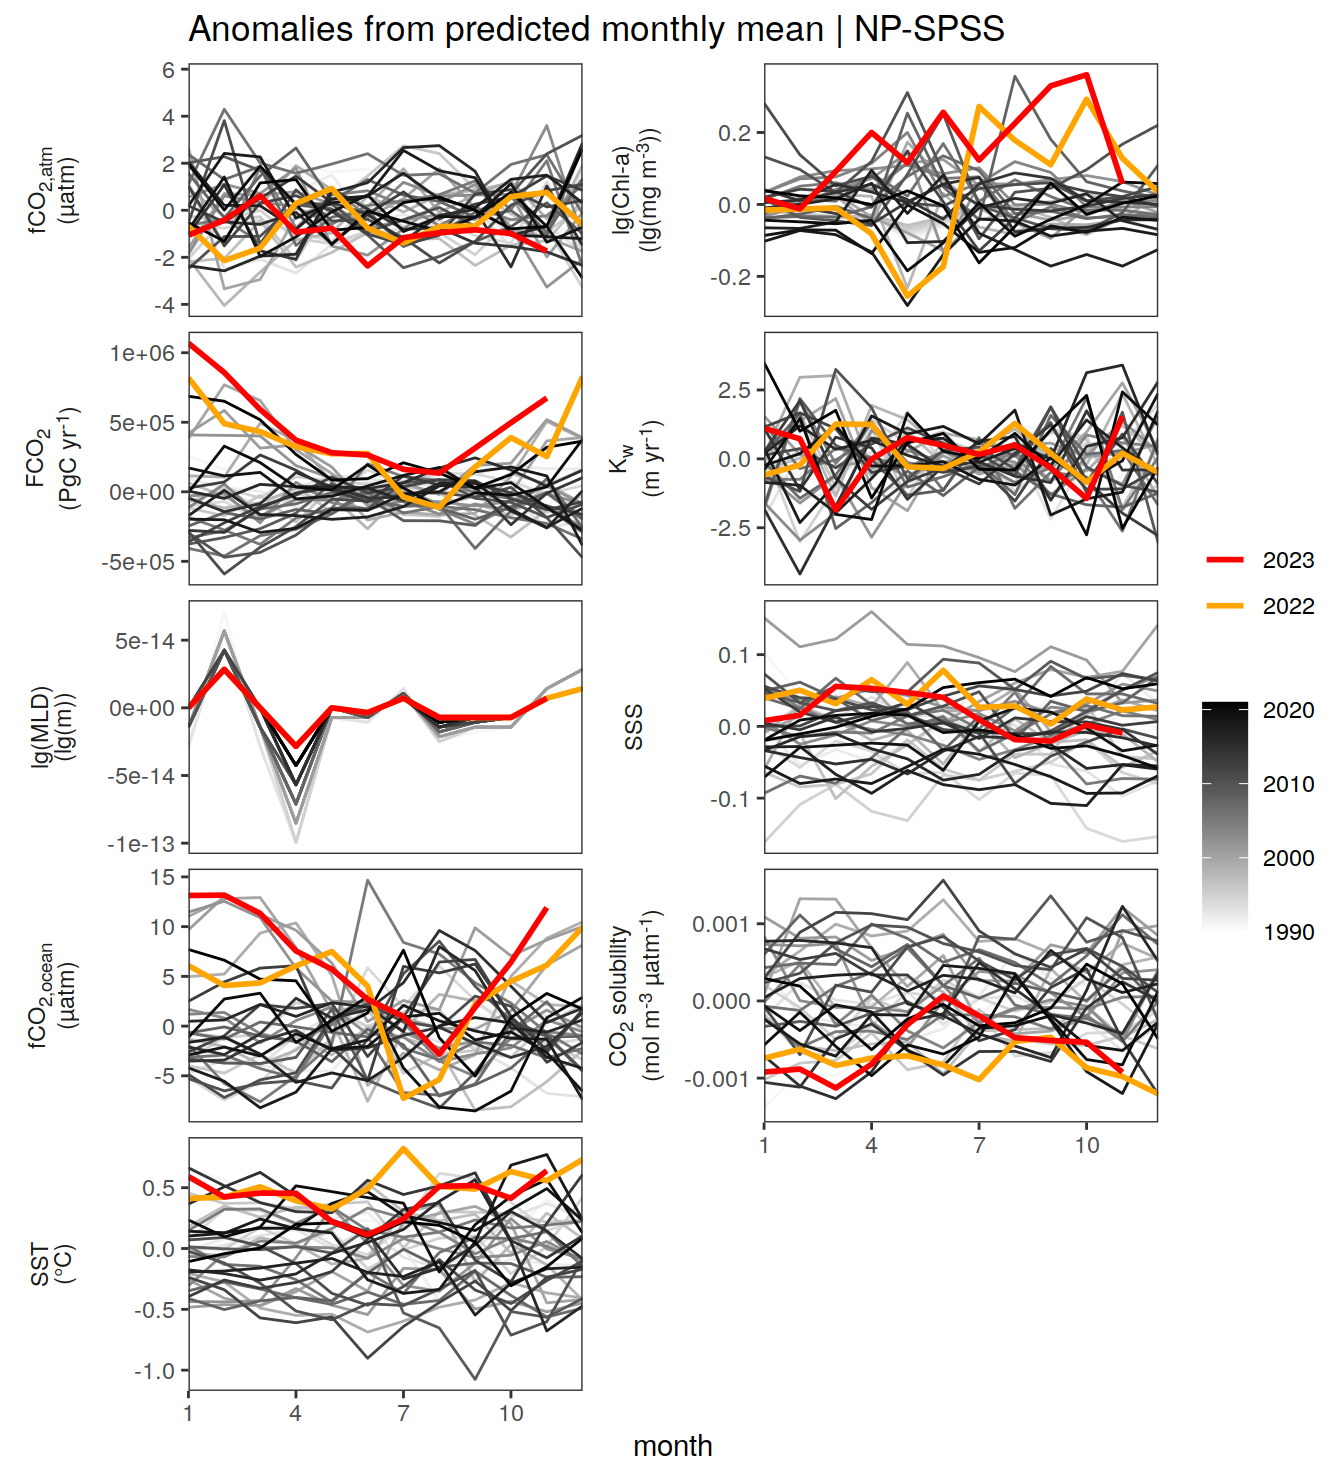 Anomalies from predicted monthly mean | NP-SPSS
fCO2,atm
(µatm)
6
4
2
0
-2
-4
lg(Chl-a)
(lg(mg m-3))
0.2
0.0
-0.2
FCO2
(PgC yr-1)
1e+06
5e+05
0e+00
-5e+05
Kw
(m yr-1)
2.5
0.0
-2.5
lg(MLD)
(lg(m))
5e-14
0e+00
-5e-14
-1e-13
SSS
0.1
0.0
-0.1
fCO2,ocean
(µatm)
15
10
5
0
-5
CO2 solubility
(mol m-3 µatm-1)
0.001
0.000
-0.001
1 4 7 10
SST
(°C)
0.5
0.0
-0.5
-1.0
1 4 7 10
month
2023
2022
2020
2010
2000
1990